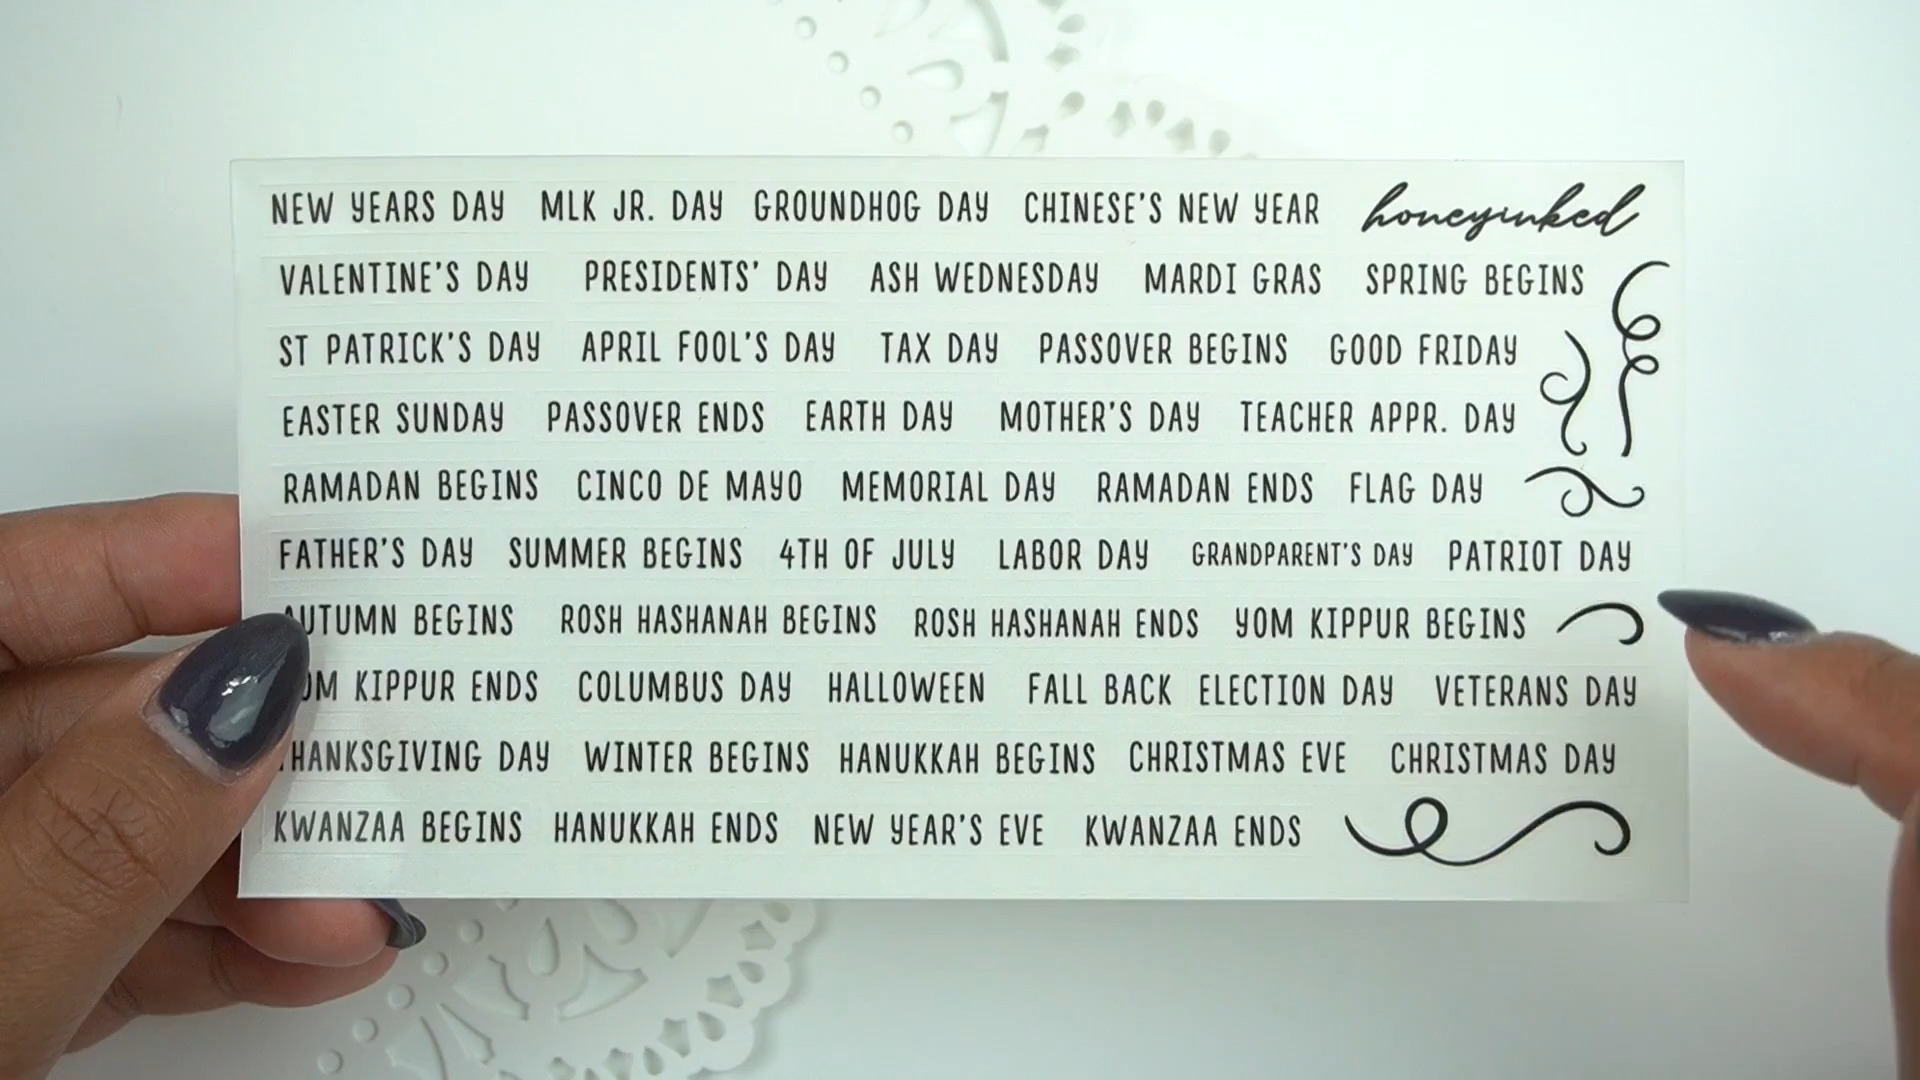 NEW YEARS DAY MLK JR. DAY GROUNDHOG DAY CHINESE'S NEW YEAR honeyinked
VALENTINE'S DAY PRESIDENTS' DAY ASH WEDNESDAY MARDI GRAS SPRING BEGINS
ST PATRICK'S DAY APRIL FOOL'S DAY TAX DAY PASSOVER BEGINS GOOD FRIDAY
EASTER SUNDAY PASSOVER ENDS EARTH DAY MOTHER'S DAY TEACHER APPR. DAY
RAMADAN BEGINS CINCO DE MAYO MEMORIAL DAY RAMADAN ENDS FLAG DAY
FATHER'S DAY SUMMER BEGINS 4TH OF JULY LABOR DAY GRANDPARENT'S DAY PATRIOT DAY
AUTUMN BEGINS ROSH HASHANAH BEGINS ROSH HASHANAH ENDS YOM KIPPUR BEGINS
YOM KIPPUR ENDS COLUMBUS DAY HALLOWEEN FALL BACK ELECTION DAY VETERANS DAY
THANKSGIVING DAY WINTER BEGINS HANUKKAH BEGINS CHRISTMAS EVE CHRISTMAS DAY
KWANZAA BEGINS HANUKKAH ENDS NEW YEAR'S EVE KWANZAA ENDS